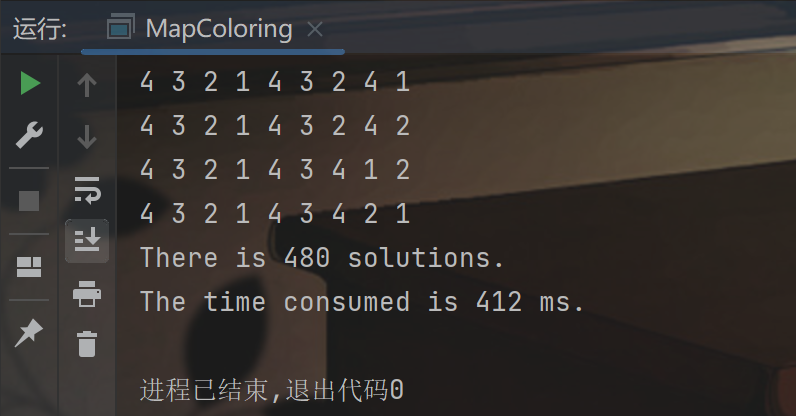 运行: MapColoring
4 3 2 1 4 3 2 4 1
4 3 2 1 4 3 2 4 2
4 3 2 1 4 3 4 1 2
4 3 2 1 4 3 4 2 1
There is 480 solutions.
The time consumed is 412 ms.
进程已结束,退出代码0